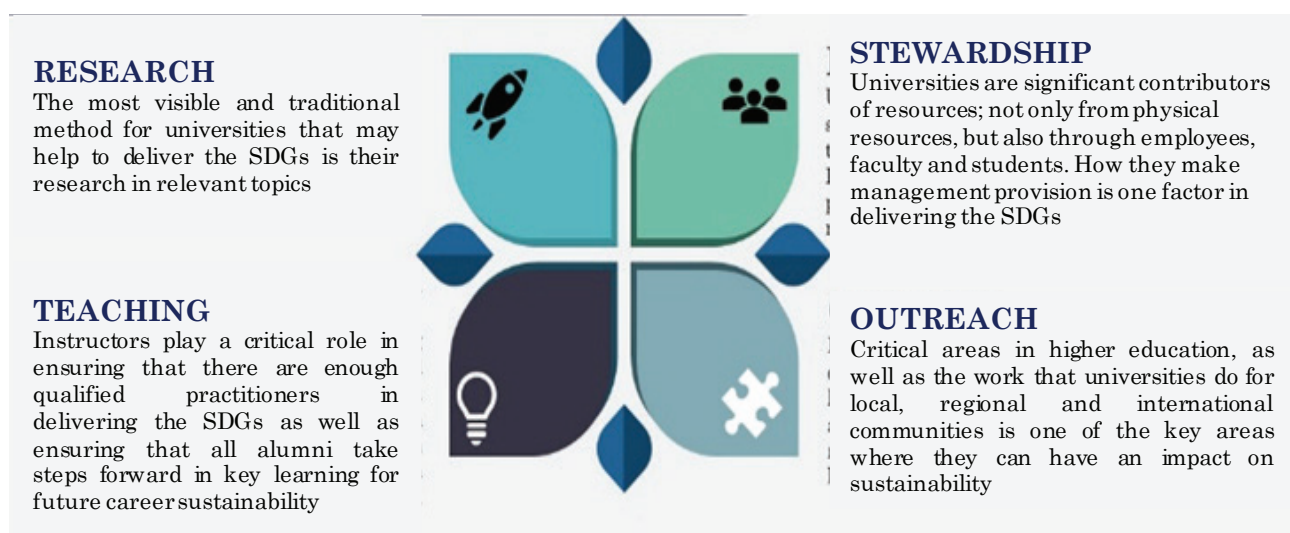 RESEARCH
The most visible and traditional
method for universities that may
help to deliver the SDGs is their
research in relevant topics
STEWARDSHIP
Universities are significant contributors
of resources; not only from physical
resources, but also through employees,
faculty and students. How they make
management provision is one factor in
delivering the SDGs
TEACHING
Instructors play a critical role in
ensuring that there are enough
qualified practitioners in
delivering the SDGs as well as
ensuring that all alumni take
steps forward in key learning for
future career sustainability
OUTREACH
Critical areas in higher education, as
well as the work that universities do for
local, regional and international
communities is one of the key areas
where they can have an impact on
sustainability